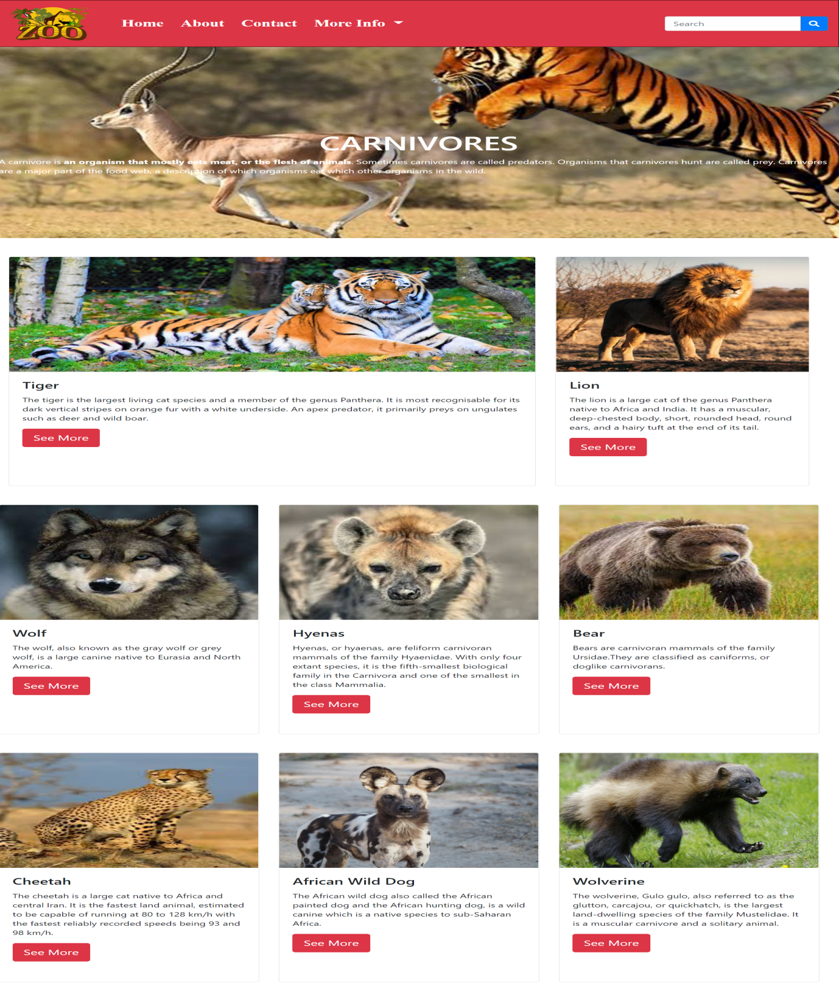 ZOO
Home About Contact More Info
Search
CARNIVORES
A carnivore is an organism that mostly eats meat, or the flesh of animals. Sometimes carnivores are called predators. Organisms that carnivores hunt are called prey. Carnivores
are a major part of the food web, a description of which organisms eat which other organisms in the wild.
Tiger
The tiger is the largest living cat species and a member of the genus Panthera. It is most recognisable for its
dark vertical stripes on orange fur with a white underside. An apex predator, it primarily preys on ungulates
such as deer and wild boar.
See More
Lion
The lion is a large cat of the genus Panthera
native to Africa and India. It has a muscular,
deep-chested body, short, rounded head, round
ears, and a hairy tuft at the end of its tail.
See More
Wolf
The wolf, also known as the gray wolf or grey
wolf, is a large canine native to Eurasia and North
America.
See More
Hyenas
Hyenas, or hyaenas, are feliform carnivoran
mammals of the family Hyaenidae. With only four
extant species, it is the fifth-smallest biological
family in the Carnivora and one of the smallest in
the class Mammalia.
See More
Bear
Bears are carnivoran mammals of the family
Ursidae.They are classified as caniforms, or
doglike carnivorans.
See More
Cheetah
The cheetah is a large cat native to Africa and
central Iran. It is the fastest land animal, estimated
to be capable of running at 80 to 128 km/h with
the fastest reliably recorded speeds being 93 and
98 km/h.
See More
African Wild Dog
The African wild dog also called the African
painted dog and the African hunting dog, is a wild
canine which is a native species to sub-Saharan
Africa.
See More
Wolverine
The wolverine, Gulo gulo, also referred to as the
glutton, carcajou, or quickhatch, is the largest
land-dwelling species of the family Mustelidae. It
is a muscular carnivore and a solitary animal.
See More